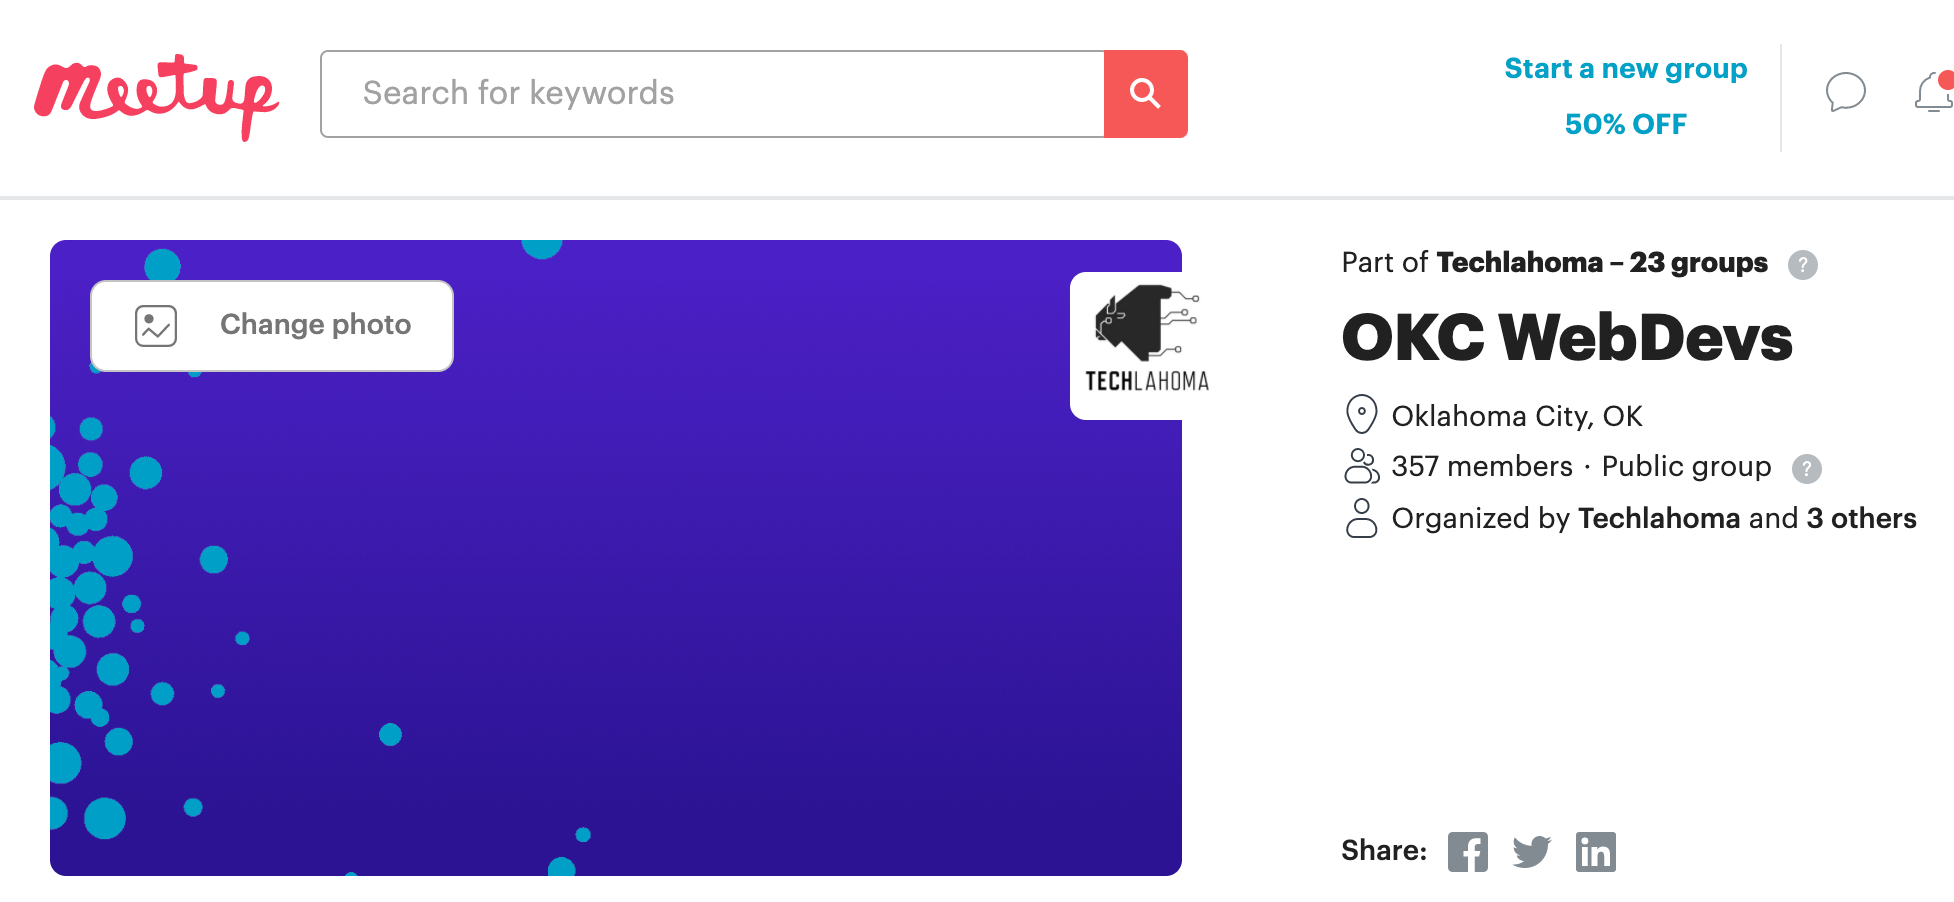 meetup
Search for keywords
Start a new group
50% OFF
Change photo
TECHLAHOMA
Part of Techlahoma – 23 groups ?
OKC WebDevs
Oklahoma City, OK
357 members · Public group ?
Organized by Techlahoma and 3 others
Share: